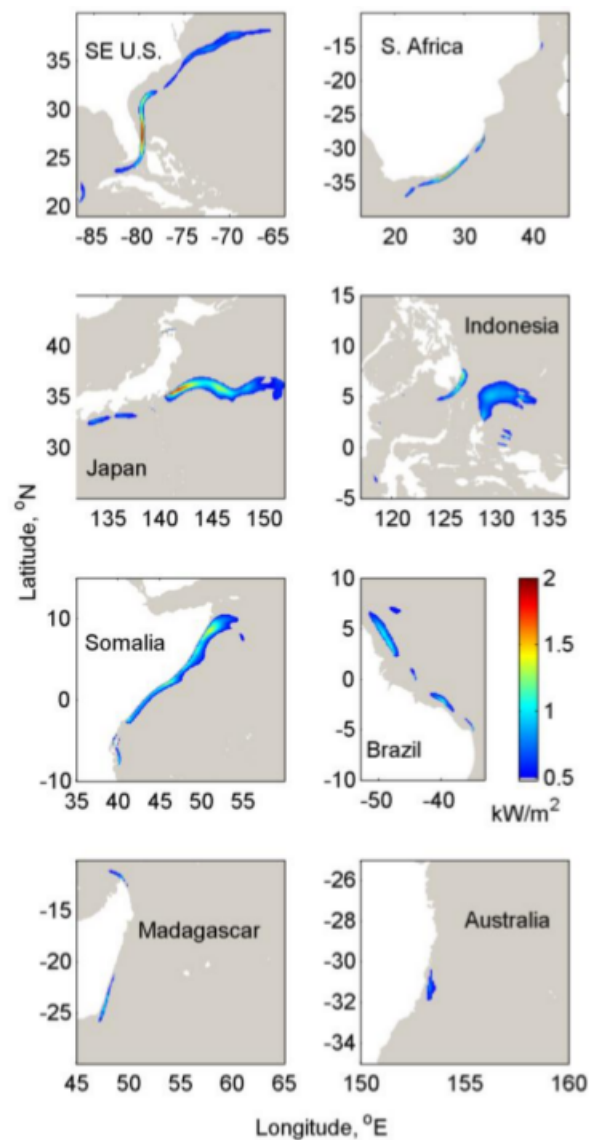 SE U.S.
35
30
25
20
-85 -80 -75 -70 -65
S. Africa
-15
-20
-25
-30
-35
20 30 40
Japan
40
35
30
135 140 145 150
Indonesia
15
10
5
0
-5
120 125 130 135
Latitude, °N
Somalia
10
0
-10
35 40 45 50 55
Brazil
10
5
0
-5
-10
-50 -40
2
1.5
1
0.5
kW/m²
Madagascar
-15
-20
-25
45 50 55 60 65
Australia
-26
-28
-30
-32
-34
150 155 160
Longitude, °E